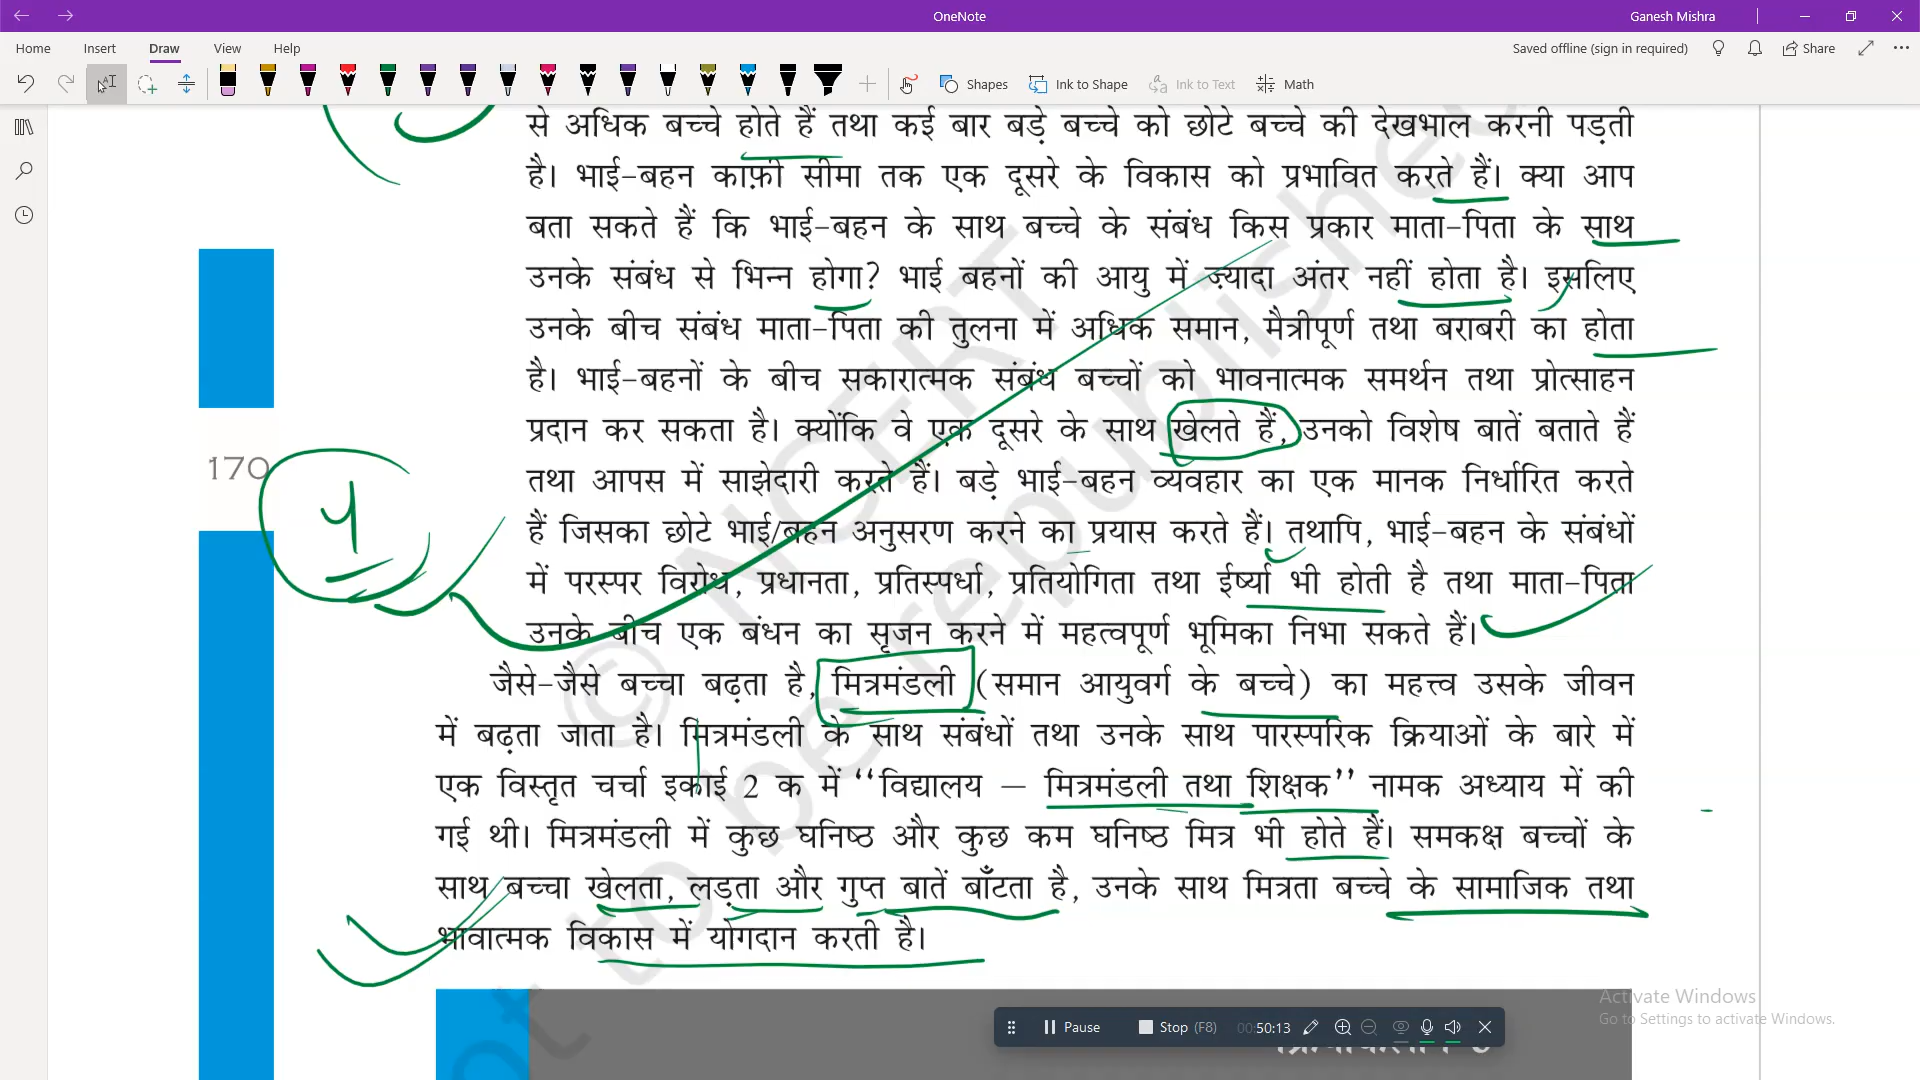 OneNote
Ganesh Mishra
Home Insert Draw View Help
Saved offline (sign in required)
Share
Shapes Ink to Shape Ink to Text Math
से अधिक बच्चे होते हैं तथा कई बार बड़े बच्चे को छोटे बच्चे की देखभाल करनी पड़ती
है। भाई-बहन काफ़ी सीमा तक एक दूसरे के विकास को प्रभावित करते हैं। क्या आप
बता सकते हैं कि भाई-बहन के साथ बच्चे के संबंध किस प्रकार माता-पिता के साथ
उनके संबंध से भिन्न होगा? भाई बहनों की आयु में ज़्यादा अंतर नहीं होता है। इसलिए
उनके बीच संबंध माता-पिता की तुलना में अधिक समान, मैत्रीपूर्ण तथा बराबरी का होता
है। भाई-बहनों के बीच सकारात्मक संबंध बच्चों को भावनात्मक समर्थन तथा प्रोत्साहन
प्रदान कर सकता है। क्योंकि वे एक दूसरे के साथ खेलते हैं, उनको विशेष बातें बताते हैं
170
तथा आपस में साझेदारी करते हैं। बड़े भाई-बहन व्यवहार का एक मानक निर्धारित करते
हैं जिसका छोटे भाई/बहन अनुसरण करने का प्रयास करते हैं। तथापि, भाई-बहन के संबंधों
में परस्पर विरोध, प्रधानता, प्रतिस्पर्धा, प्रतियोगिता तथा ईर्ष्या भी होती है तथा माता-पिता
उनके बीच एक बंधन का सृजन करने में महत्वपूर्ण भूमिका निभा सकते हैं।
जैसे-जैसे बच्चा बढ़ता है, मित्रमंडली (समान आयुवर्ग के बच्चे) का महत्त्व उसके जीवन
में बढ़ता जाता है। मित्रमंडली के साथ संबंधों तथा उनके साथ पारस्परिक क्रियाओं के बारे में
एक विस्तृत चर्चा इकाई 2 क में “विद्यालय – मित्रमंडली तथा शिक्षक” नामक अध्याय में की
गई थी। मित्रमंडली में कुछ घनिष्ठ और कुछ कम घनिष्ठ मित्र भी होते हैं। समकक्ष बच्चों के
साथ बच्चा खेलता, लड़ता और गुप्त बातें बाँटता है, उनके साथ मित्रता बच्चे के सामाजिक तथा
भावात्मक विकास में योगदान करती है।
© NCERT
not to be republished
Activate Windows
Go to Settings to activate Windows.
Pause Stop (F8) 00:50:13